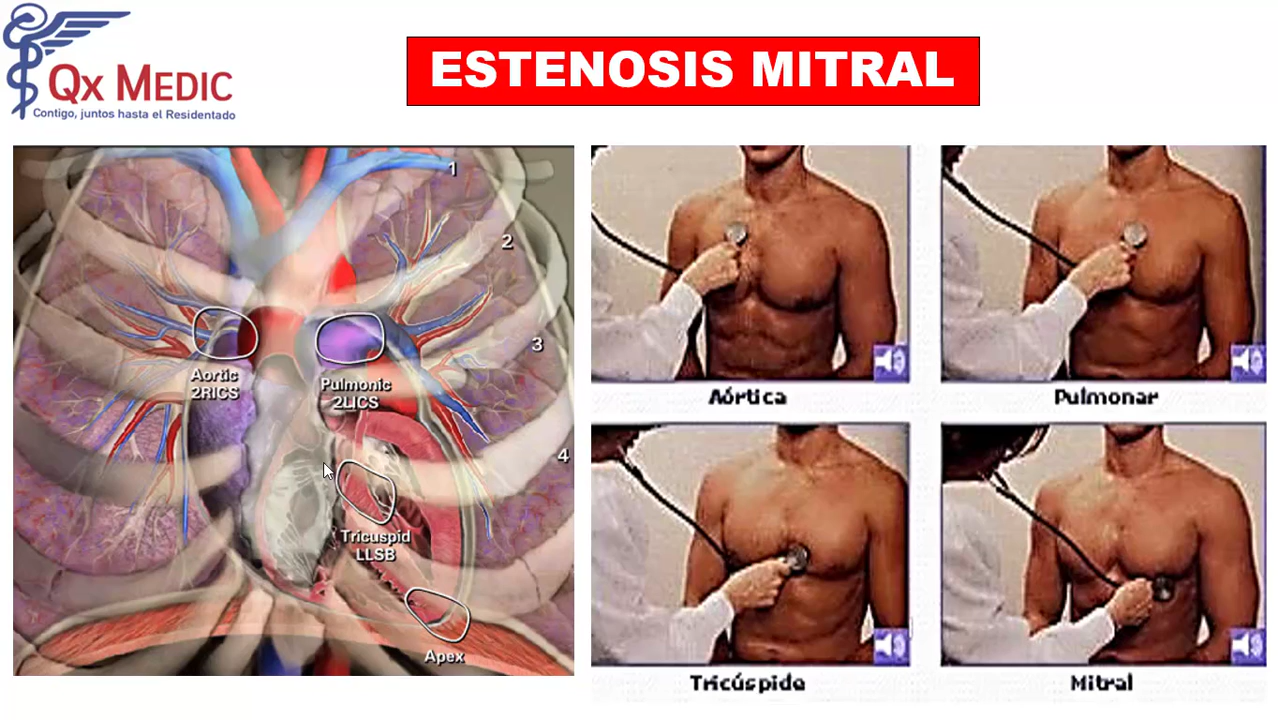 Qx MEDIC
Contigo, juntos hasta el Residentado
ESTENOSIS MITRAL
1
2
3
4
Aortic
2RICS
Pulmonic
2LICS
Tricuspid
LLSB
Apex
Aórtica
Pulmonar
Tricúspide
Mitral